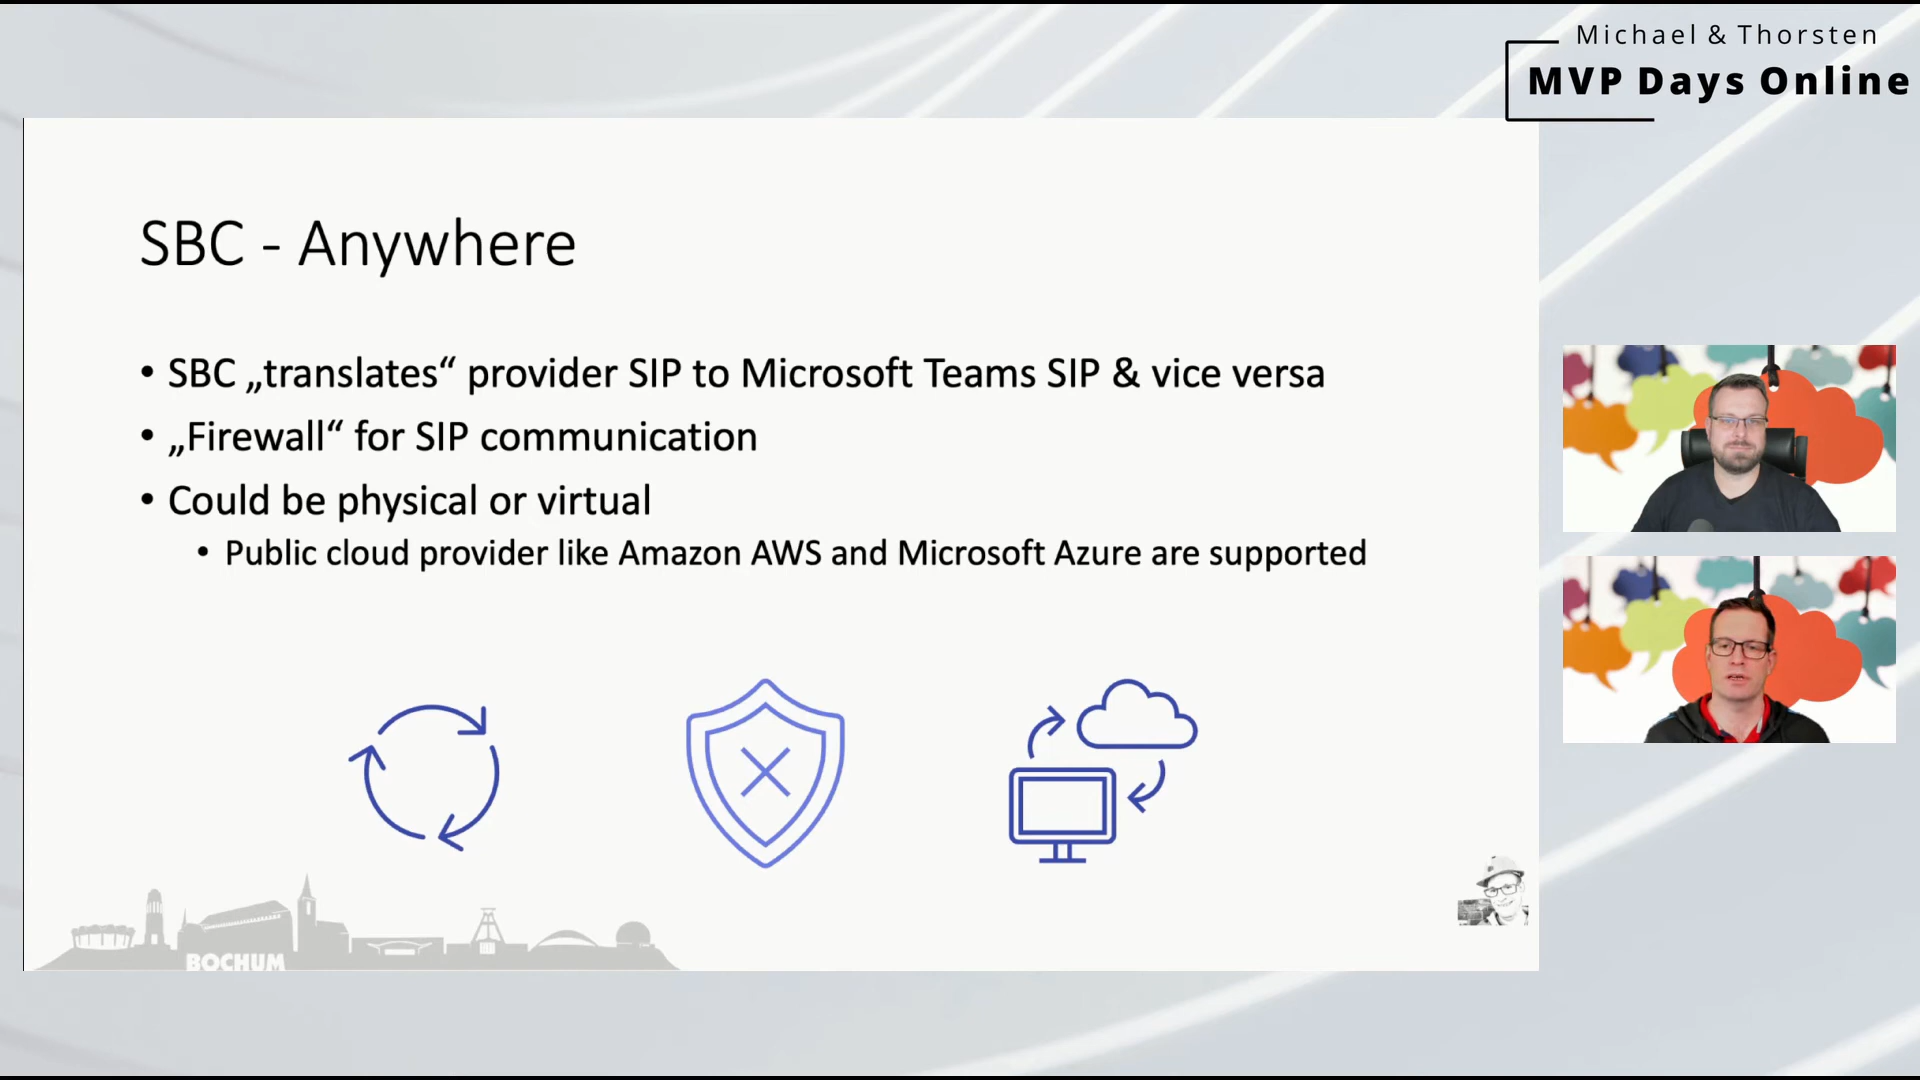 Michael & Thorsten
MVP Days Online
SBC - Anywhere
• SBC „translates“ provider SIP to Microsoft Teams SIP & vice versa
• „Firewall“ for SIP communication
• Could be physical or virtual
• Public cloud provider like Amazon AWS and Microsoft Azure are supported
BOCHUM